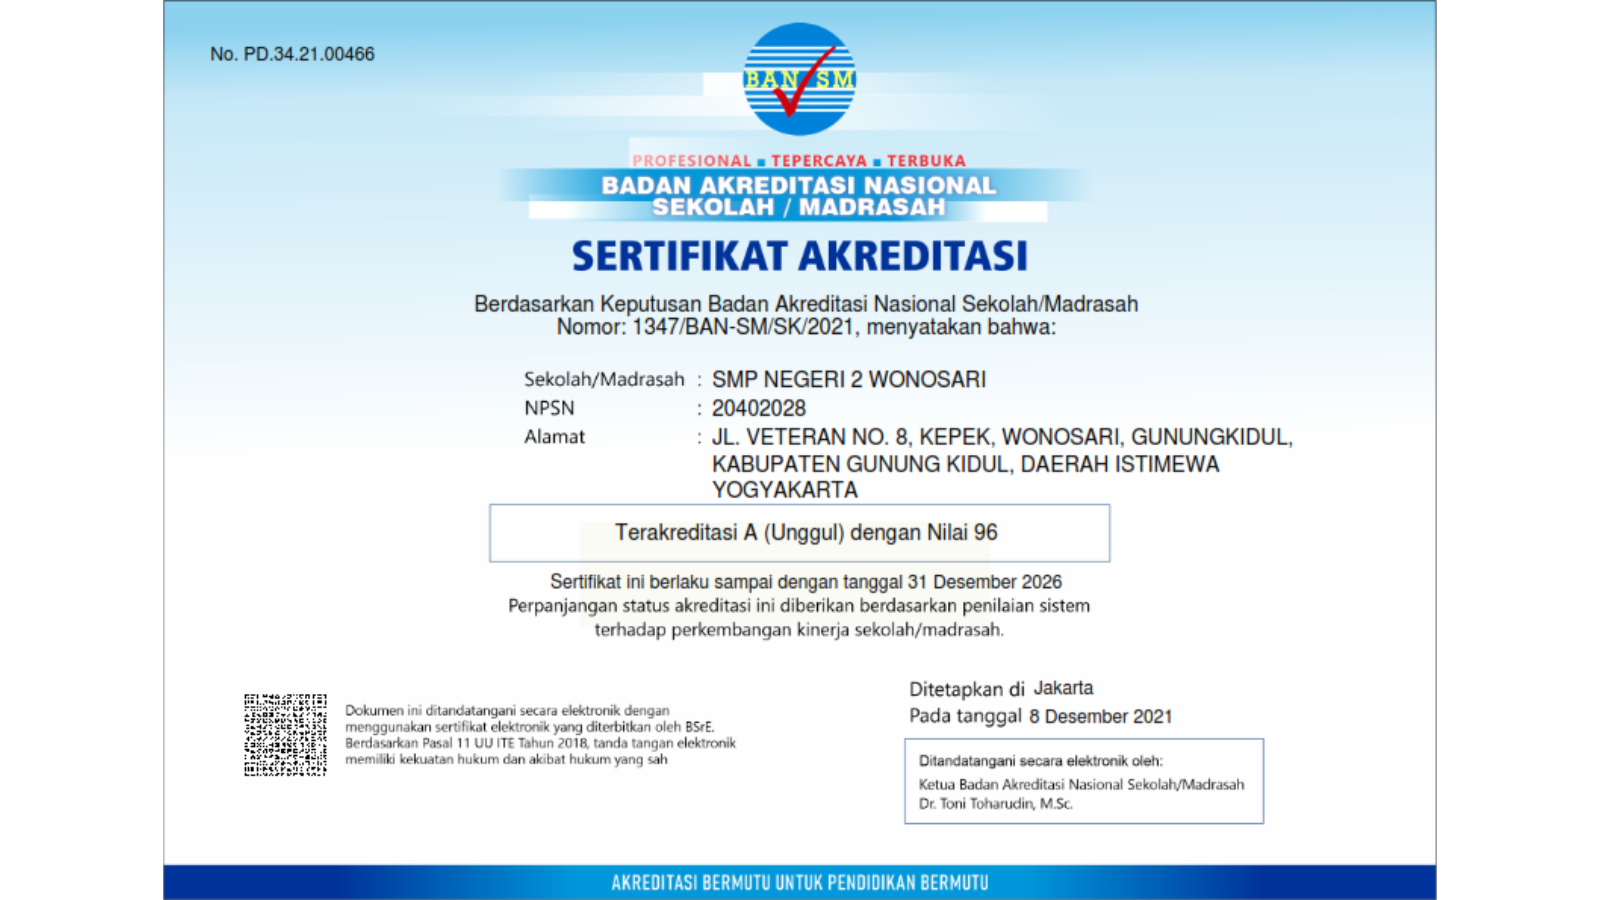 No. PD.34.21.00466
BAN SM
PROFESIONAL ▪ TEPERCAYA ▪ TERBUKA
BADAN AKREDITASI NASIONAL
SEKOLAH / MADRASAH
SERTIFIKAT AKREDITASI
Berdasarkan Keputusan Badan Akreditasi Nasional Sekolah/Madrasah
Nomor: 1347/BAN-SM/SK/2021, menyatakan bahwa:
Sekolah/Madrasah : SMP NEGERI 2 WONOSARI
NPSN : 20402028
Alamat : JL. VETERAN NO. 8, KEPEK, WONOSARI, GUNUNGKIDUL,
KABUPATEN GUNUNG KIDUL, DAERAH ISTIMEWA
YOGYAKARTA
Terakreditasi A (Unggul) dengan Nilai 96
Sertifikat ini berlaku sampai dengan tanggal 31 Desember 2026
Perpanjangan status akreditasi ini diberikan berdasarkan penilaian sistem
terhadap perkembangan kinerja sekolah/madrasah.
Dokumen ini ditandatangani secara elektronik dengan
menggunakan sertifikat elektronik yang diterbitkan oleh BSrE.
Berdasarkan Pasal 11 UU ITE Tahun 2018, tanda tangan elektronik
memiliki kekuatan hukum dan akibat hukum yang sah
Ditetapkan di Jakarta
Pada tanggal 8 Desember 2021
Ditandatangani secara elektronik oleh:
Ketua Badan Akreditasi Nasional Sekolah/Madrasah
Dr. Toni Toharudin, M.Sc.
AKREDITASI BERMUTU UNTUK PENDIDIKAN BERMUTU